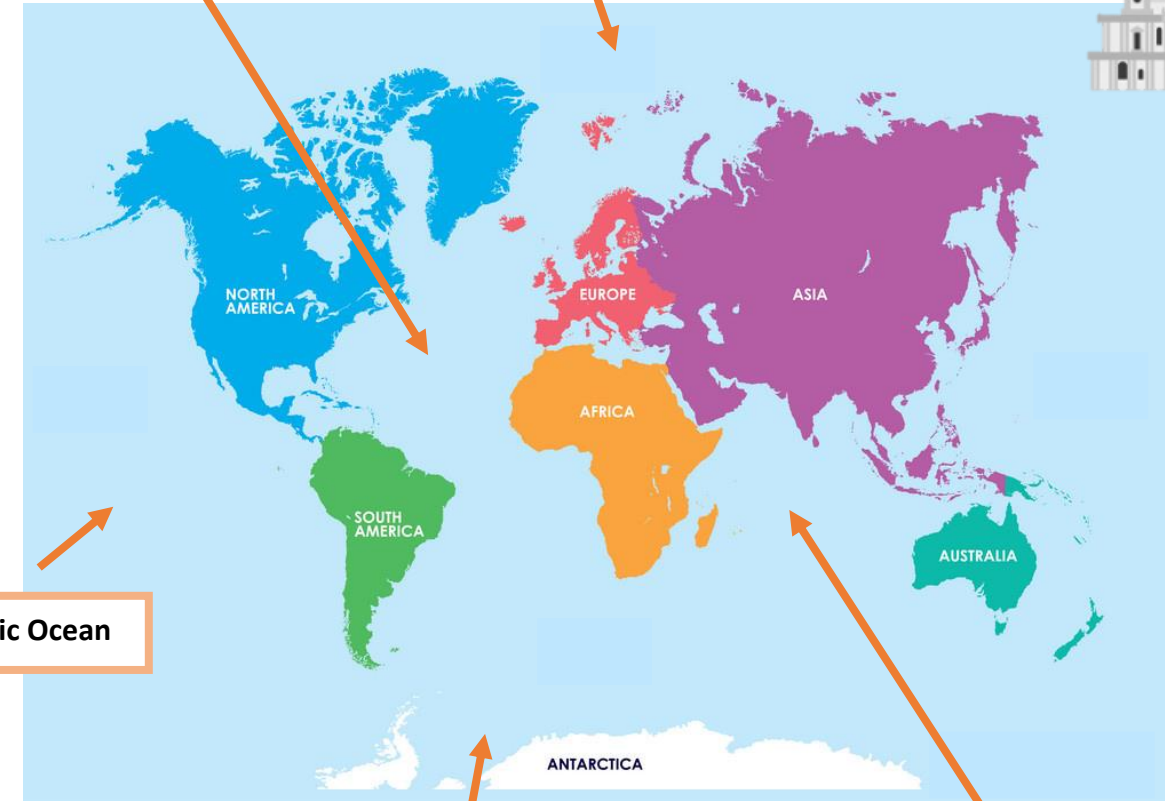 NORTH
AMERICA
EUROPE
ASIA
AFRICA
SOUTH
AMERICA
AUSTRALIA
ic Ocean
ANTARCTICA